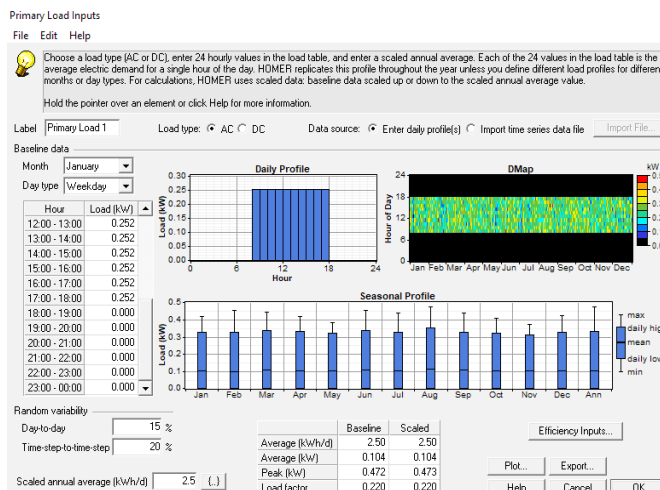 Primary Load Inputs
File Edit Help
Choose a load type (AC or DC), enter 24 hourly values in the load table, and enter a scaled annual average. Each of the 24 values in the load table is the
average electric demand for a single hour of the day. HOMER replicates this profile throughout the year unless you define different load profiles for differen
months or day types. For calculations, HOMER uses scaled data: baseline data scaled up or down to the scaled annual average value.
Hold the pointer over an element or click Help for more information.
Label Primary Load 1 Load type: AC DC Data source: Enter daily profile(s) Import time series data file Import File...
Baseline data
Month January
Day type Weekday
Hour Load (kW)
12:00 - 13:00 0.252
13:00 - 14:00 0.252
14:00 - 15:00 0.252
15:00 - 16:00 0.252
16:00 - 17:00 0.252
17:00 - 18:00 0.252
18:00 - 19:00 0.000
19:00 - 20:00 0.000
20:00 - 21:00 0.000
21:00 - 22:00 0.000
22:00 - 23:00 0.000
23:00 - 00:00 0.000
Daily Profile
Load (kW)
0.30
0.25
0.20
0.15
0.10
0.05
0.00
0 6 12 18 24
Hour
DMap
Hour of Day
24
18
12
6
0
Jan Feb Mar Apr May Jun Jul Aug Sep Oct Nov Dec
kW
Seasonal Profile
Load (kW)
0.5
0.4
0.3
0.2
0.1
0.0
Jan Feb Mar Apr May Jun Jul Aug Sep Oct Nov Dec Ann
max
daily hig
mean
daily low
min
Random variability
Day-to-day 15 %
Time-step-to-time-step 20 %
Scaled annual average (kWh/d) 2.5 {..}
Baseline Scaled
Average (kWh/d) 2.50 2.50
Average (kW) 0.104 0.104
Peak (kW) 0.472 0.473
Load factor 0.220 0.220
Efficiency Inputs...
Plot... Export...
Help Cancel OK